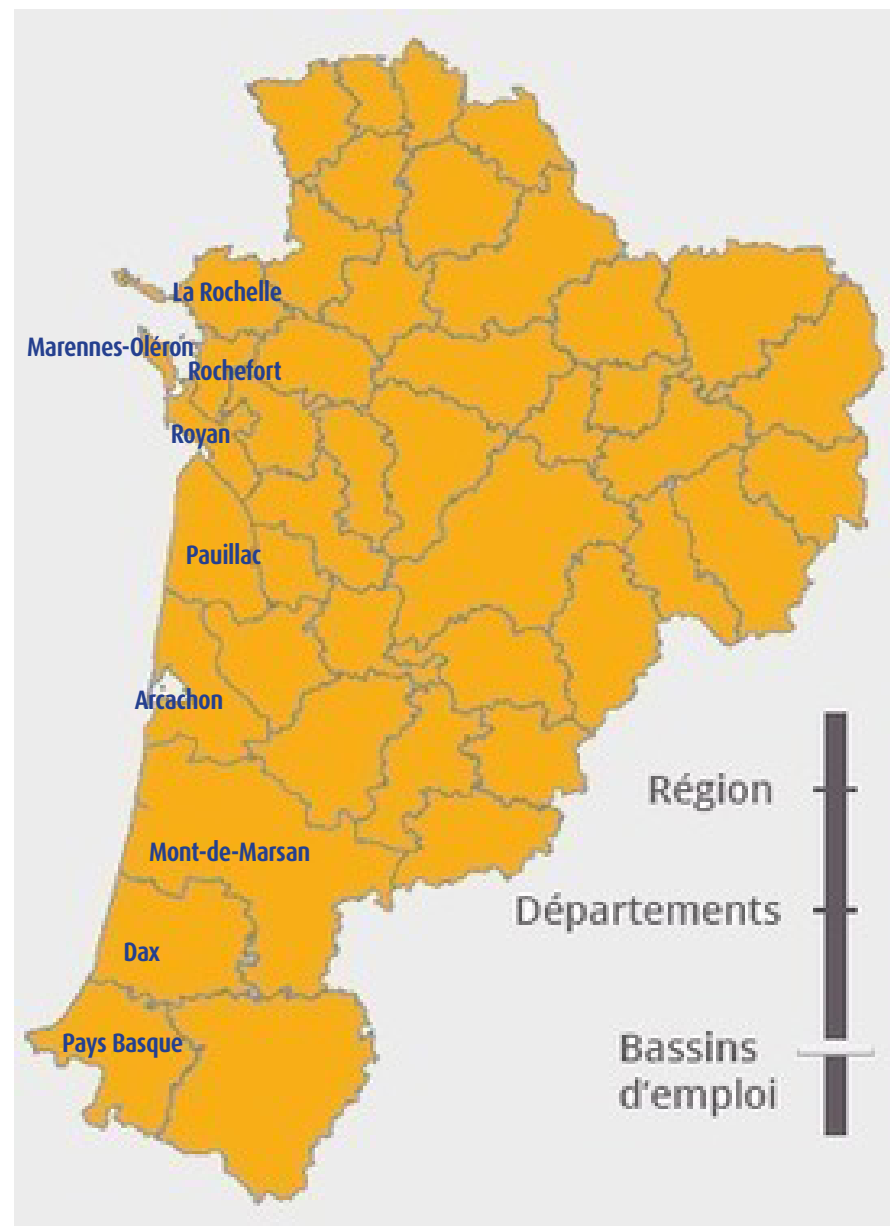 La Rochelle
Marennes-Oléron
Rochefort
Royan
Pauillac
Arcachon
Région
Mont-de-Marsan
Départements
Dax
Pays Basque
Bassins
d'emploi